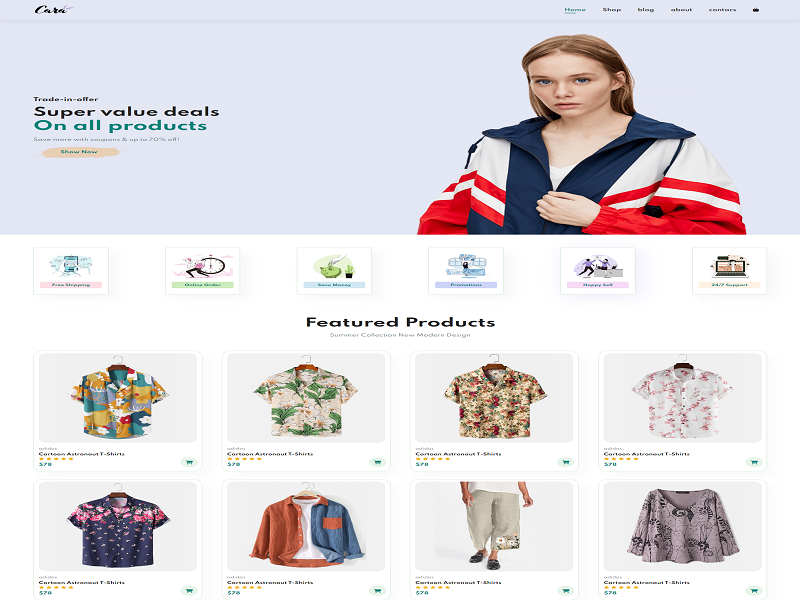 Cara
Home Shop blog about contacs
Trade-in-offer
Super value deals
On all products
Save more with coupons & up to 70% off!
Show Now
Free Shipping Online Order Save Money Promotions Happy Sell 24/7 Support
Featured Products
Summer Collection New Modern Design
adidas adidas adidas adidas
Cartoon Astronaut T-Shirts Cartoon Astronaut T-Shirts Cartoon Astronaut T-Shirts Cartoon Astronaut T-Shirts
$78 $78 $78 $78
adidas adidas adidas adidas
Cartoon Astronaut T-Shirts Cartoon Astronaut T-Shirts Cartoon Astronaut T-Shirts Cartoon Astronaut T-Shirts
$78 $78 $78 $78